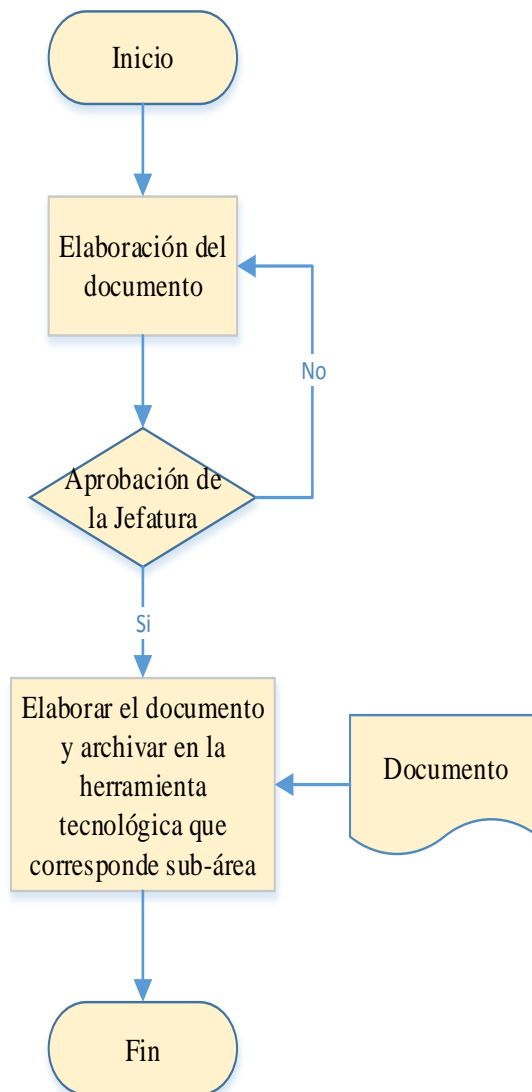 Inicio
Elaboración del
documento
No
Aprobación de
la Jefatura
Si
Elaborar el documento
y archivar en la
herramienta
tecnológica que
corresponde sub-área
Documento
Fin